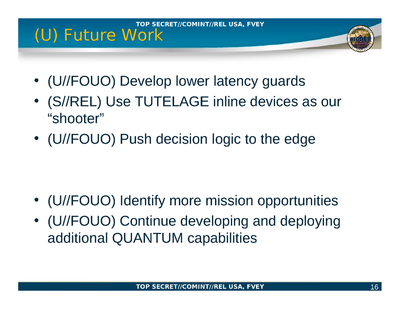 TOP SECRET//COMINT//REL USA, FVEY
(U) Future Work
• (U//FOUO) Develop lower latency guards
• (S//REL) Use TUTELAGE inline devices as our
“shooter”
• (U//FOUO) Push decision logic to the edge
• (U//FOUO) Identify more mission opportunities
• (U//FOUO) Continue developing and deploying
additional QUANTUM capabilities
TOP SECRET//COMINT//REL USA, FVEY
16